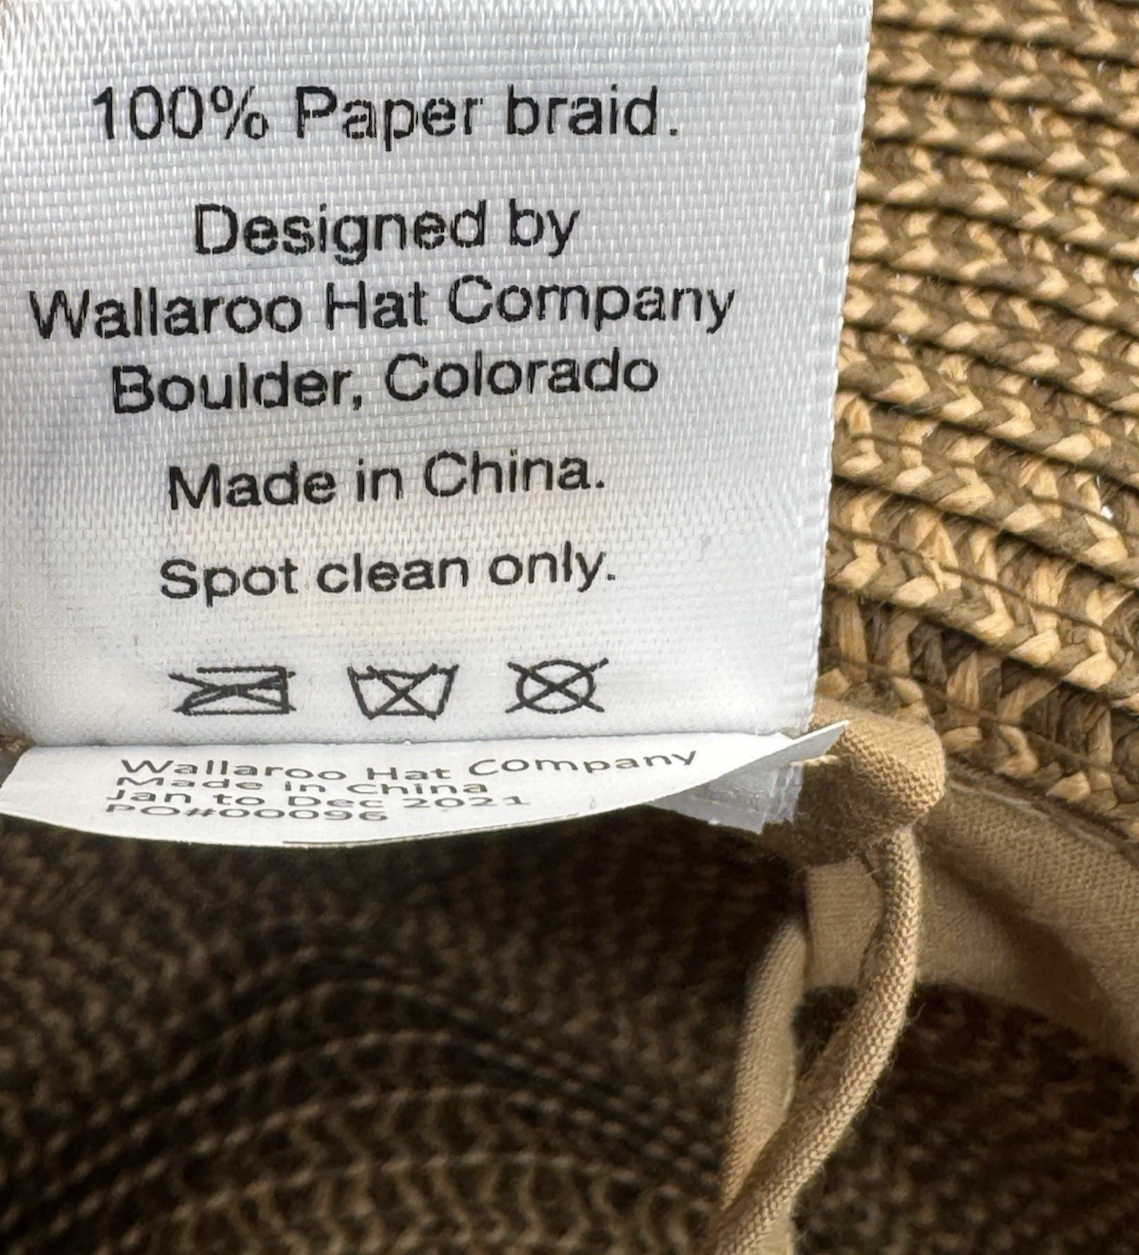 100% Paper braid.
Designed by
Wallaroo Hat Company
Boulder, Colorado
Made in China.
Spot clean only.
Wallaroo Hat Company
Made in China
Jan to Dec 2021
PO#00096